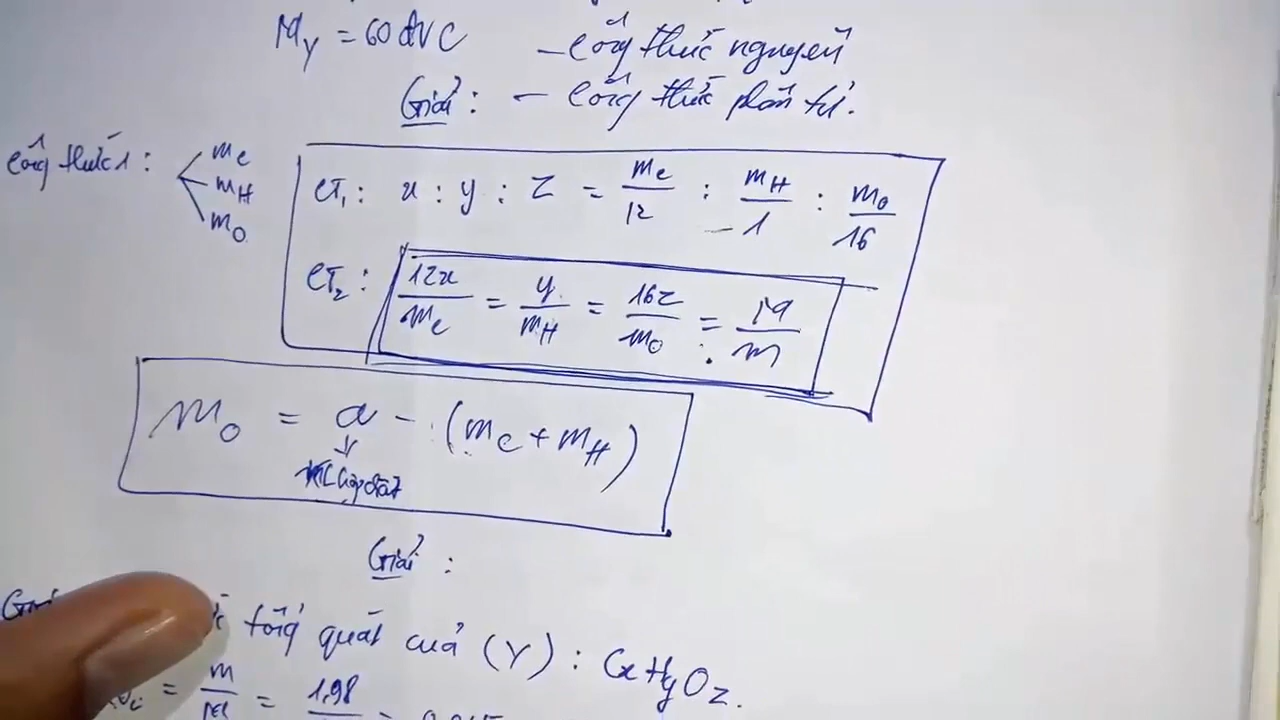 My = 60 đVC - Công thức nguyên
Giải: - Công thức phân tử.
Công thức 1: mC
mH
mO
CT1: x : y : z = mC/12 : mH/1 : mO/16
CT2: 12x/mC = y/mH = 16z/mO = M/m
mO = a - (mC + mH)
Giải:
tổng quát của (Y): CxHyOz.
= m/M = 1,98